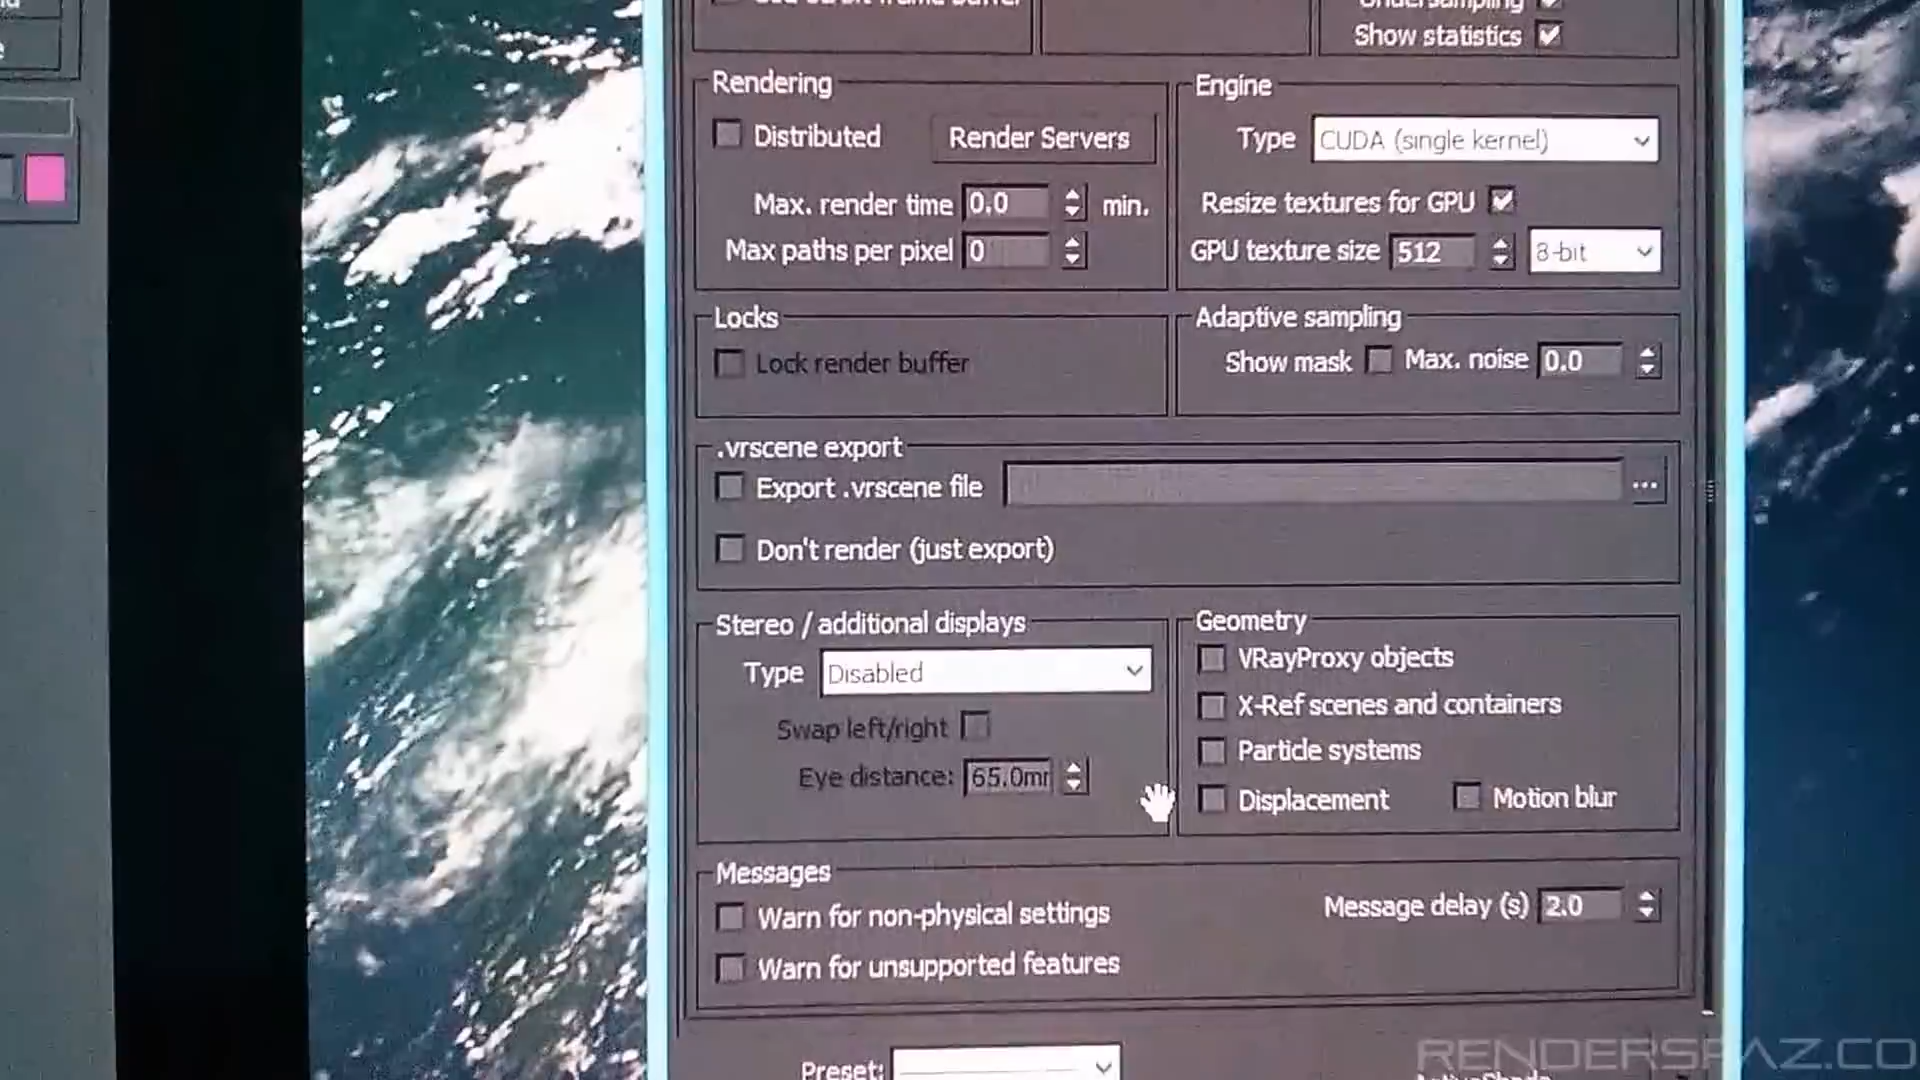 Show statistics
Rendering
Distributed Render Servers
Max. render time 0.0 min.
Max paths per pixel 0
Engine
Type CUDA (single kernel)
Resize textures for GPU
GPU texture size 512 8-bit
Locks
Lock render buffer
Adaptive sampling
Show mask Max. noise 0.0
.vrscene export
Export .vrscene file ...
Don't render (just export)
Stereo / additional displays
Type Disabled
Swap left/right
Eye distance: 65.0mr
Geometry
VRayProxy objects
X-Ref scenes and containers
Particle systems
Displacement Motion blur
Messages
Warn for non-physical settings
Message delay (s) 2.0
Warn for unsupported features
Preset:
RENDERSPAZ.CO